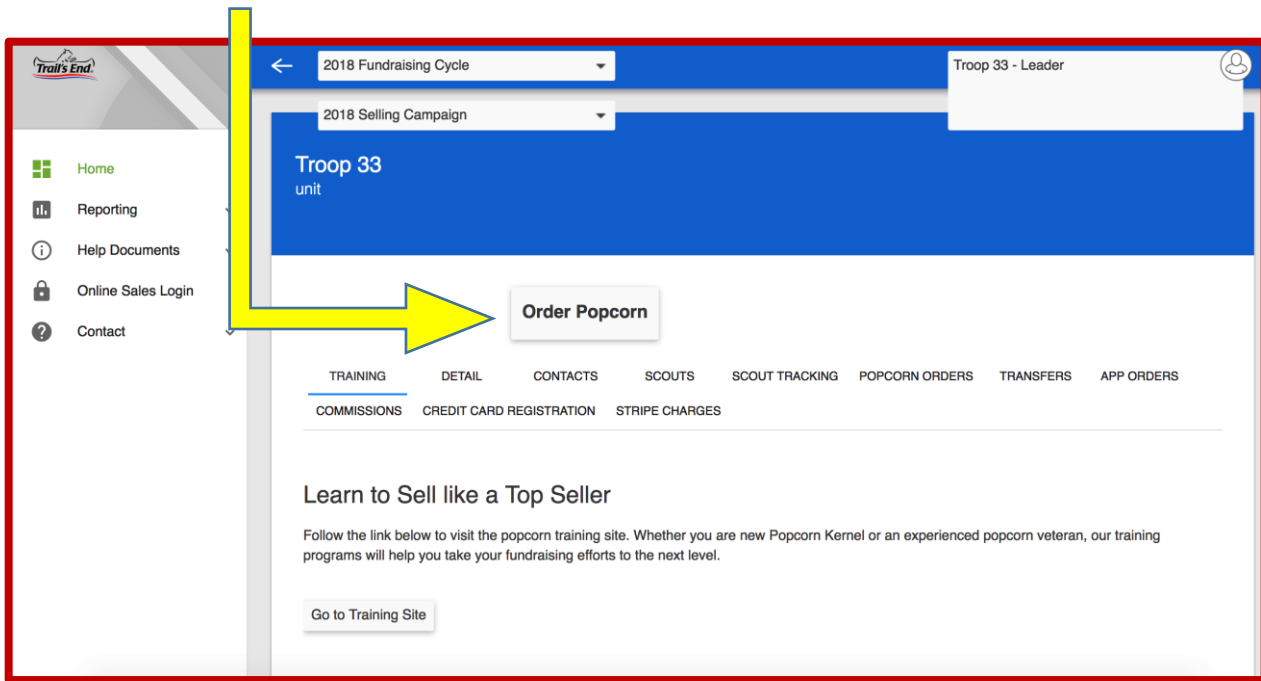 Trail's End.
2018 Fundraising Cycle
Troop 33 - Leader
2018 Selling Campaign
Troop 33
unit
Home
Reporting
Help Documents
Online Sales Login
Contact
Order Popcorn
TRAINING DETAIL CONTACTS SCOUTS SCOUT TRACKING POPCORN ORDERS TRANSFERS APP ORDERS
COMMISSIONS CREDIT CARD REGISTRATION STRIPE CHARGES
Learn to Sell like a Top Seller
Follow the link below to visit the popcorn training site. Whether you are new Popcorn Kernel or an experienced popcorn veteran, our training
programs will help you take your fundraising efforts to the next level.
Go to Training Site